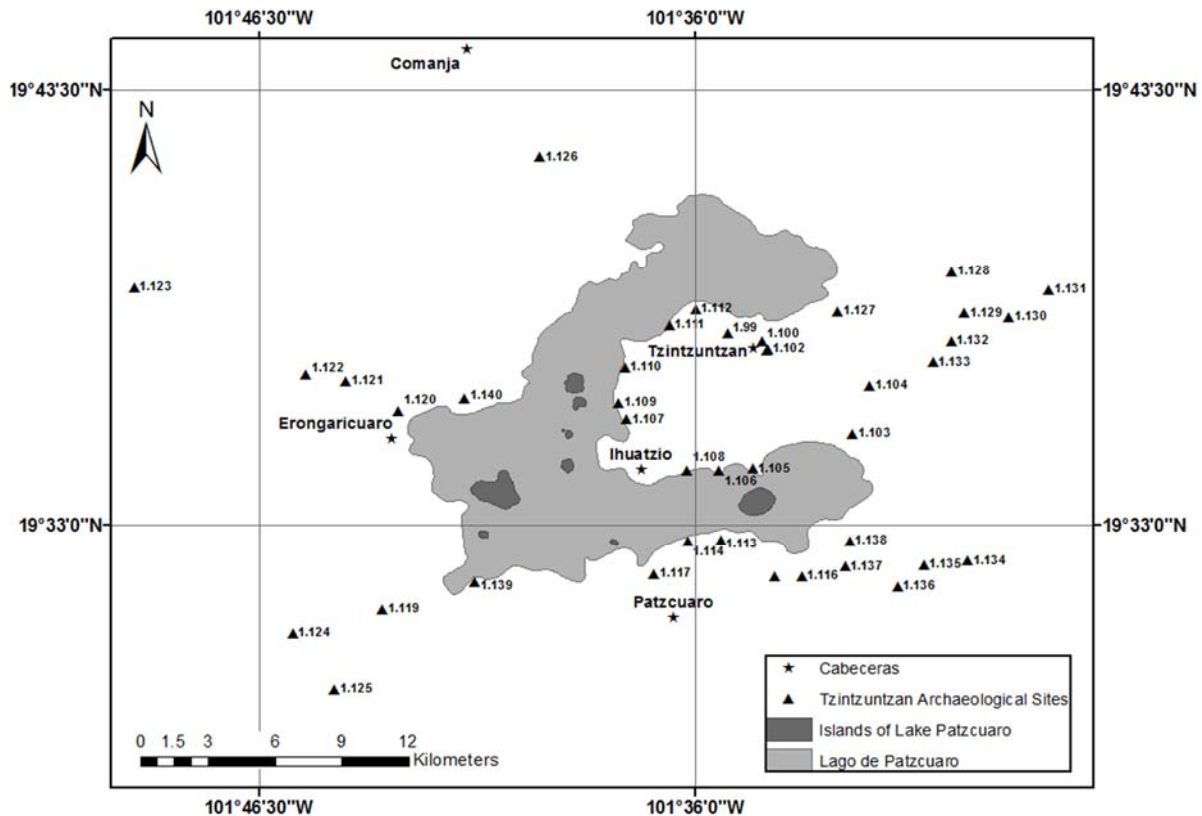 101°46'30"W 101°36'0"W
Comanja
19°43'30"N 19°43'30"N
N
1.126
1.128
1.123
1.131
1.112
1.127
1.129
1.130
1.111
1.99
1.100
1.132
Tzintzuntzan
1.102
1.133
1.110
1.122
1.121
1.104
1.140
1.109
1.120
1.107
Erongaricuaro
1.103
Ihuatzio
1.108
1.105
1.106
19°33'0"N 19°33'0"N
1.138
1.113
1.114
1.134
1.135
1.137
1.117
1.116
1.139
1.136
Patzcuaro
1.119
1.124
1.125
Cabeceras
Tzintzuntzan Archaeological Sites
Islands of Lake Patzcuaro
Lago de Patzcuaro
0 1.5 3 6 9 12
Kilometers
101°46'30"W 101°36'0"W